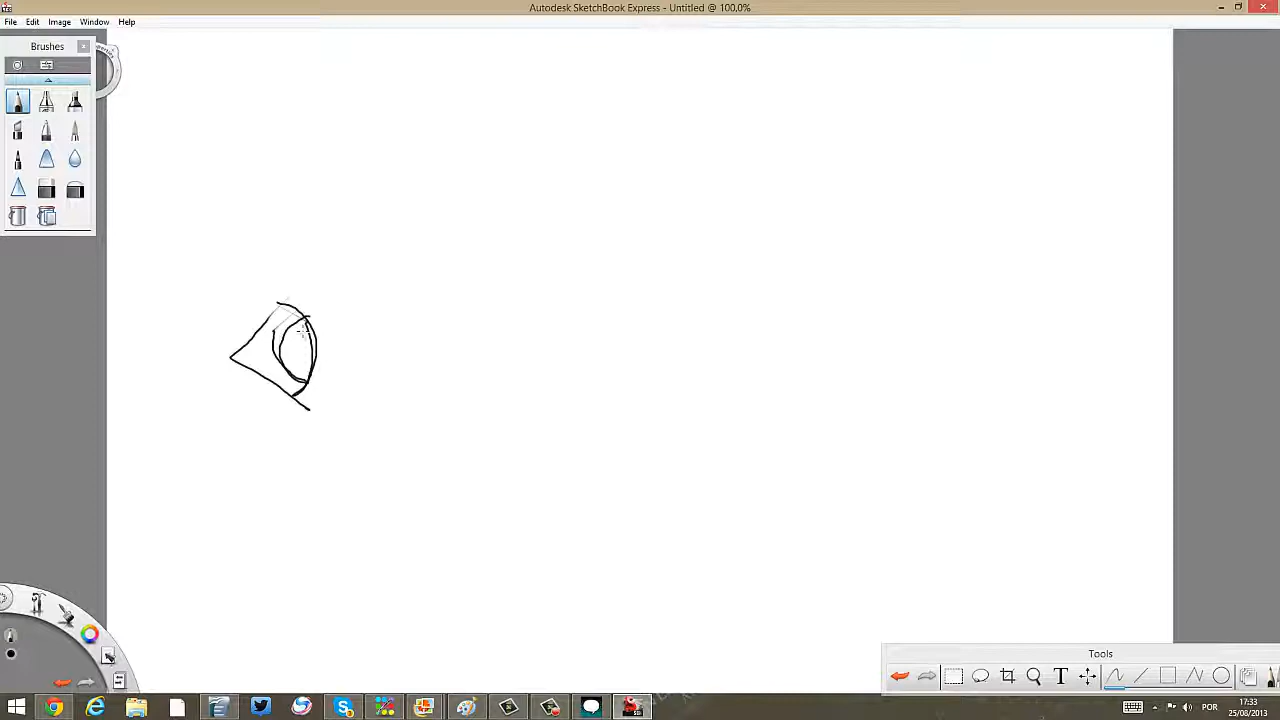 Autodesk SketchBook Express - Untitled @ 100,0%
File Edit Image Window Help
Brushes
Tools
T
POR
17:33
25/08/2013